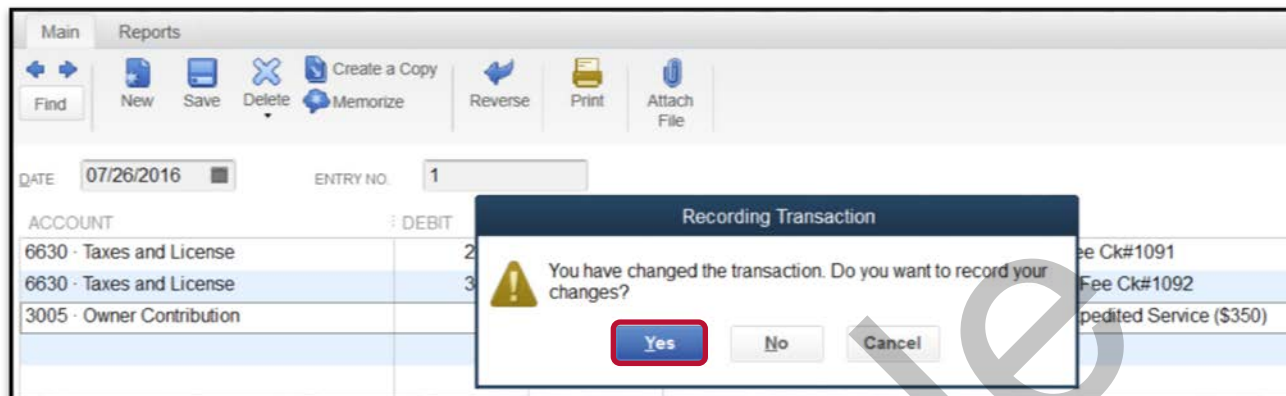 Main Reports
Create a Copy
Memorize
Find New Save Delete Reverse Print Attach
File
DATE 07/26/2016 ENTRY NO. 1
Recording Transaction
ACCOUNT DEBIT
6630 · Taxes and License 2 ee Ck#1091
You have changed the transaction. Do you want to record your
changes?
6630 · Taxes and License 3 Fee Ck#1092
3005 · Owner Contribution pedited Service ($350)
Yes No Cancel